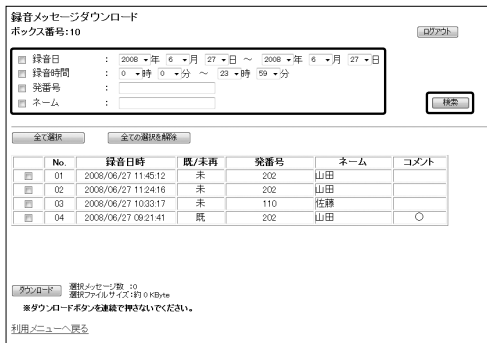 録音メッセージダウンロード
ボックス番号:10
ログアウト
録音日 : 2008 年 6 月 27 日 ～ 2008 年 6 月 27 日
録音時間 : 0 時 0 分 ～ 23 時 59 分
発番号 :
ネーム :
検索
全て選択 全ての選択を解除
No. 録音日時 既/未再 発番号 ネーム コメント
01 2008/06/27 11:45:12 未 202 山田
02 2008/06/27 11:24:16 未 202 山田
03 2008/06/27 10:33:17 未 110 佐藤
04 2008/06/27 09:21:41 既 202 山田 ○
ダウンロード 選択メッセージ数 :0
選択ファイルサイズ:約 0 KByte
※ダウンロードボタンを連続で押さないでください。
利用メニューへ戻る